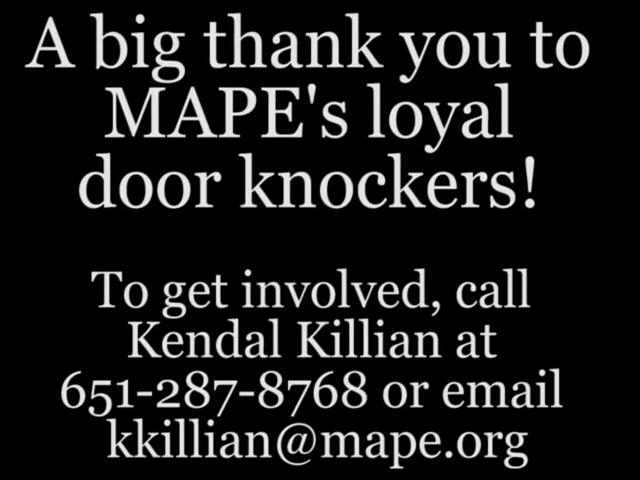 A big thank you to
MAPE's loyal
door knockers!
To get involved, call
Kendal Killian at
651-287-8768 or email
kkillian@mape.org